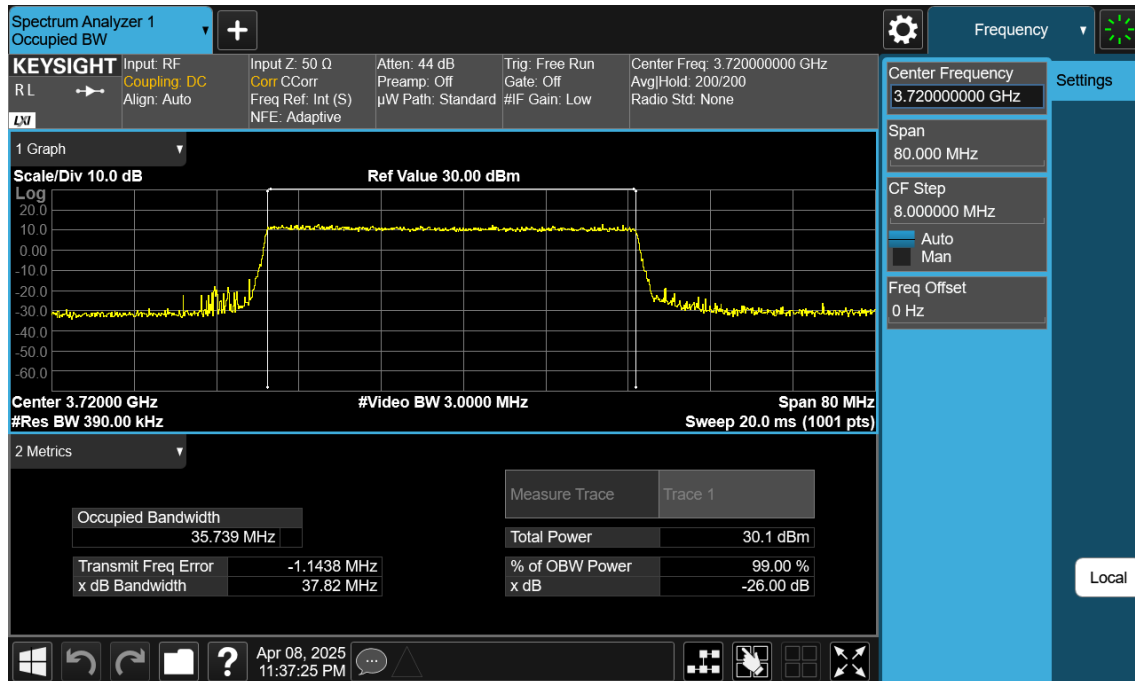 Spectrum Analyzer 1
Occupied BW
Frequency
KEYSIGHT
R L
LXI
Input: RF
Coupling: DC
Align: Auto
Input Z: 50 Ω
Corr CCorr
Freq Ref: Int (S)
NFE: Adaptive
Atten: 44 dB
Preamp: Off
µW Path: Standard
Trig: Free Run
Gate: Off
#IF Gain: Low
Center Freq: 3.720000000 GHz
Avg|Hold: 200/200
Radio Std: None
1 Graph
Scale/Div 10.0 dB
Ref Value 30.00 dBm
Log
20.0
10.0
0.00
-10.0
-20.0
-30.0
-40.0
-50.0
-60.0
Center 3.72000 GHz
#Video BW 3.0000 MHz
Span 80 MHz
#Res BW 390.00 kHz
Sweep 20.0 ms (1001 pts)
2 Metrics
Measure Trace
Trace 1
Occupied Bandwidth
35.739 MHz
Total Power
30.1 dBm
Transmit Freq Error
-1.1438 MHz
% of OBW Power
99.00 %
x dB Bandwidth
37.82 MHz
x dB
-26.00 dB
Center Frequency
3.720000000 GHz
Settings
Span
80.000 MHz
CF Step
8.000000 MHz
Auto
Man
Freq Offset
0 Hz
Local
?
Apr 08, 2025
11:37:25 PM